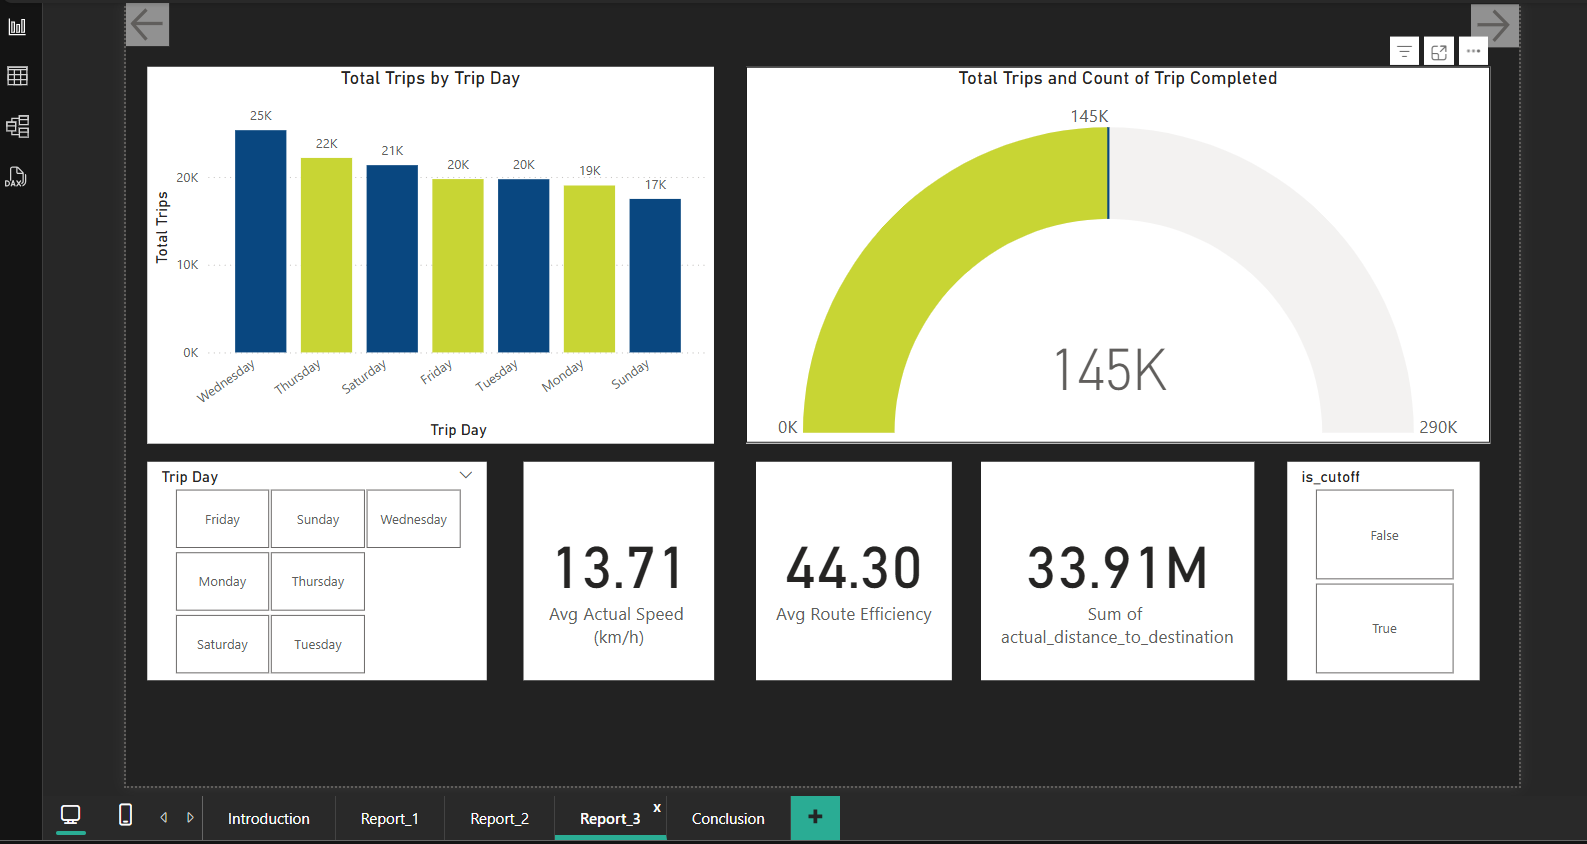 DAX
Total Trips by Trip Day
25K
22K
21K
20K
20K
19K
17K
20K
10K
0K
Total Trips
Wednesday
Thursday
Saturday
Friday
Tuesday
Monday
Sunday
Trip Day
Total Trips and Count of Trip Completed
145K
145K
0K
290K
Trip Day
Friday
Sunday
Wednesday
Monday
Thursday
Saturday
Tuesday
13.71
Avg Actual Speed
(km/h)
44.30
Avg Route Efficiency
33.91M
Sum of
actual_distance_to_destination
is_cutoff
False
True
Introduction
Report_1
Report_2
Report_3
x
Conclusion
+